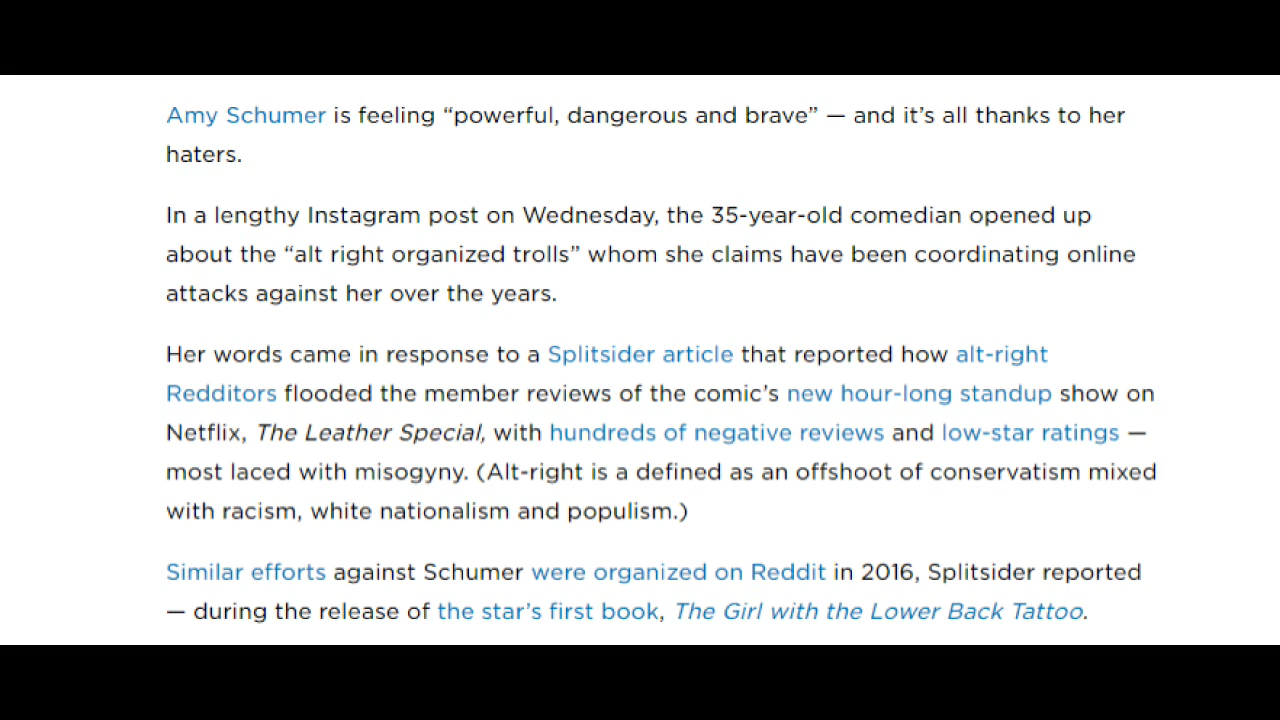 Amy Schumer is feeling “powerful, dangerous and brave” — and it’s all thanks to her
haters.
In a lengthy Instagram post on Wednesday, the 35-year-old comedian opened up
about the “alt right organized trolls” whom she claims have been coordinating online
attacks against her over the years.
Her words came in response to a Splitsider article that reported how alt-right
Redditors flooded the member reviews of the comic’s new hour-long standup show on
Netflix, The Leather Special, with hundreds of negative reviews and low-star ratings —
most laced with misogyny. (Alt-right is a defined as an offshoot of conservatism mixed
with racism, white nationalism and populism.)
Similar efforts against Schumer were organized on Reddit in 2016, Splitsider reported
— during the release of the star’s first book, The Girl with the Lower Back Tattoo.